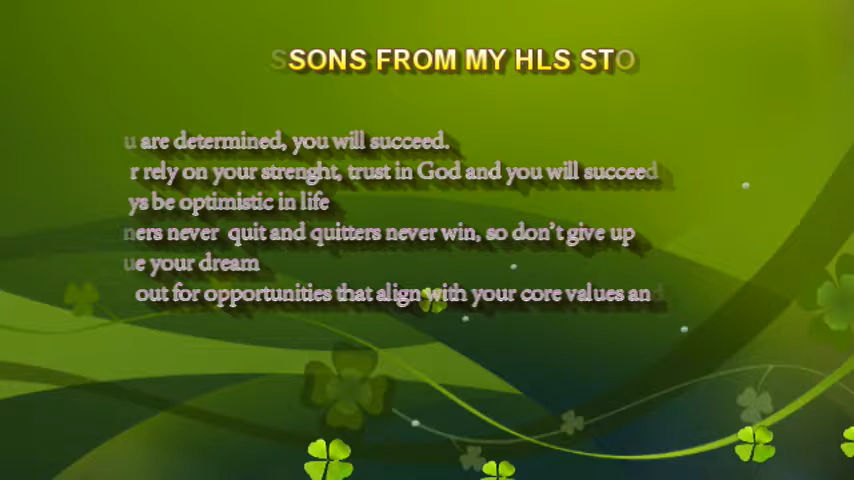 SSONS FROM MY HLS STO
u are determined, you will succeed.
r rely on your strenght, trust in God and you will succeed
ys be optimistic in life
ners never quit and quitters never win, so don't give up
ue your dream
out for opportunities that align with your core values an